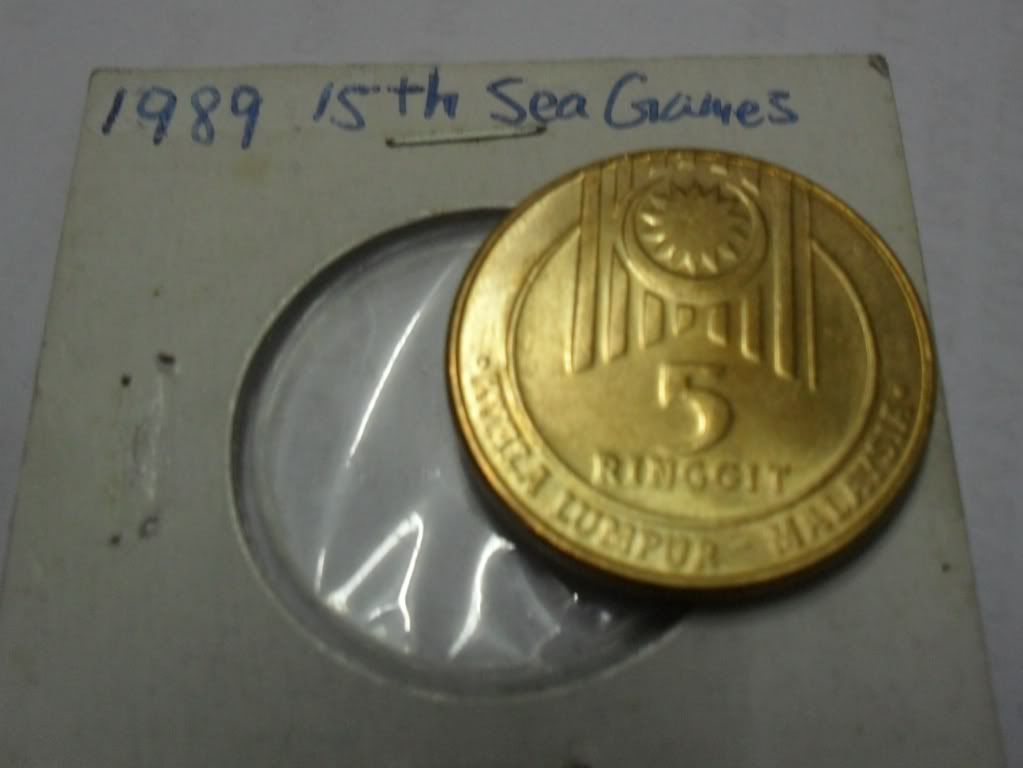 1989 15th Sea Games
5
RINGGIT
KUALA LUMPUR - MALAYSIA